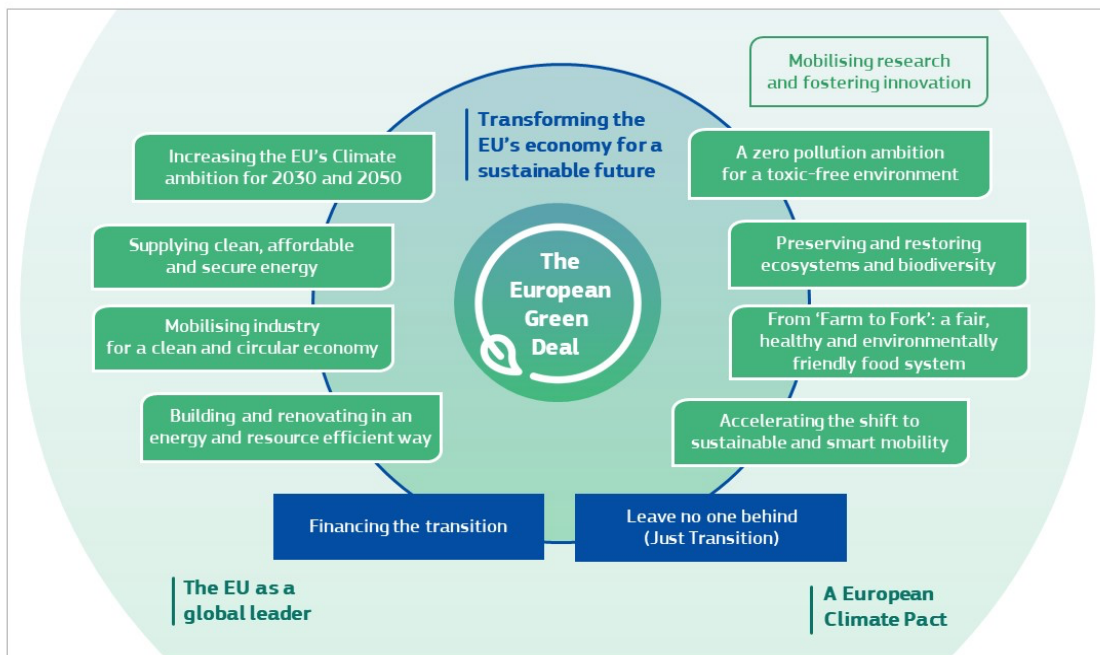 Mobilising research
and fostering innovation
Transforming the
EU's economy for a
sustainable future
Increasing the EU's Climate
ambition for 2030 and 2050
A zero pollution ambition
for a toxic-free environment
Supplying clean, affordable
and secure energy
Preserving and restoring
ecosystems and biodiversity
The
European
Green
Deal
Mobilising industry
for a clean and circular economy
From ‘Farm to Fork’: a fair,
healthy and environmentally
friendly food system
Building and renovating in an
energy and resource efficient way
Accelerating the shift to
sustainable and smart mobility
Financing the transition
Leave no one behind
(Just Transition)
The EU as a
global leader
A European
Climate Pact